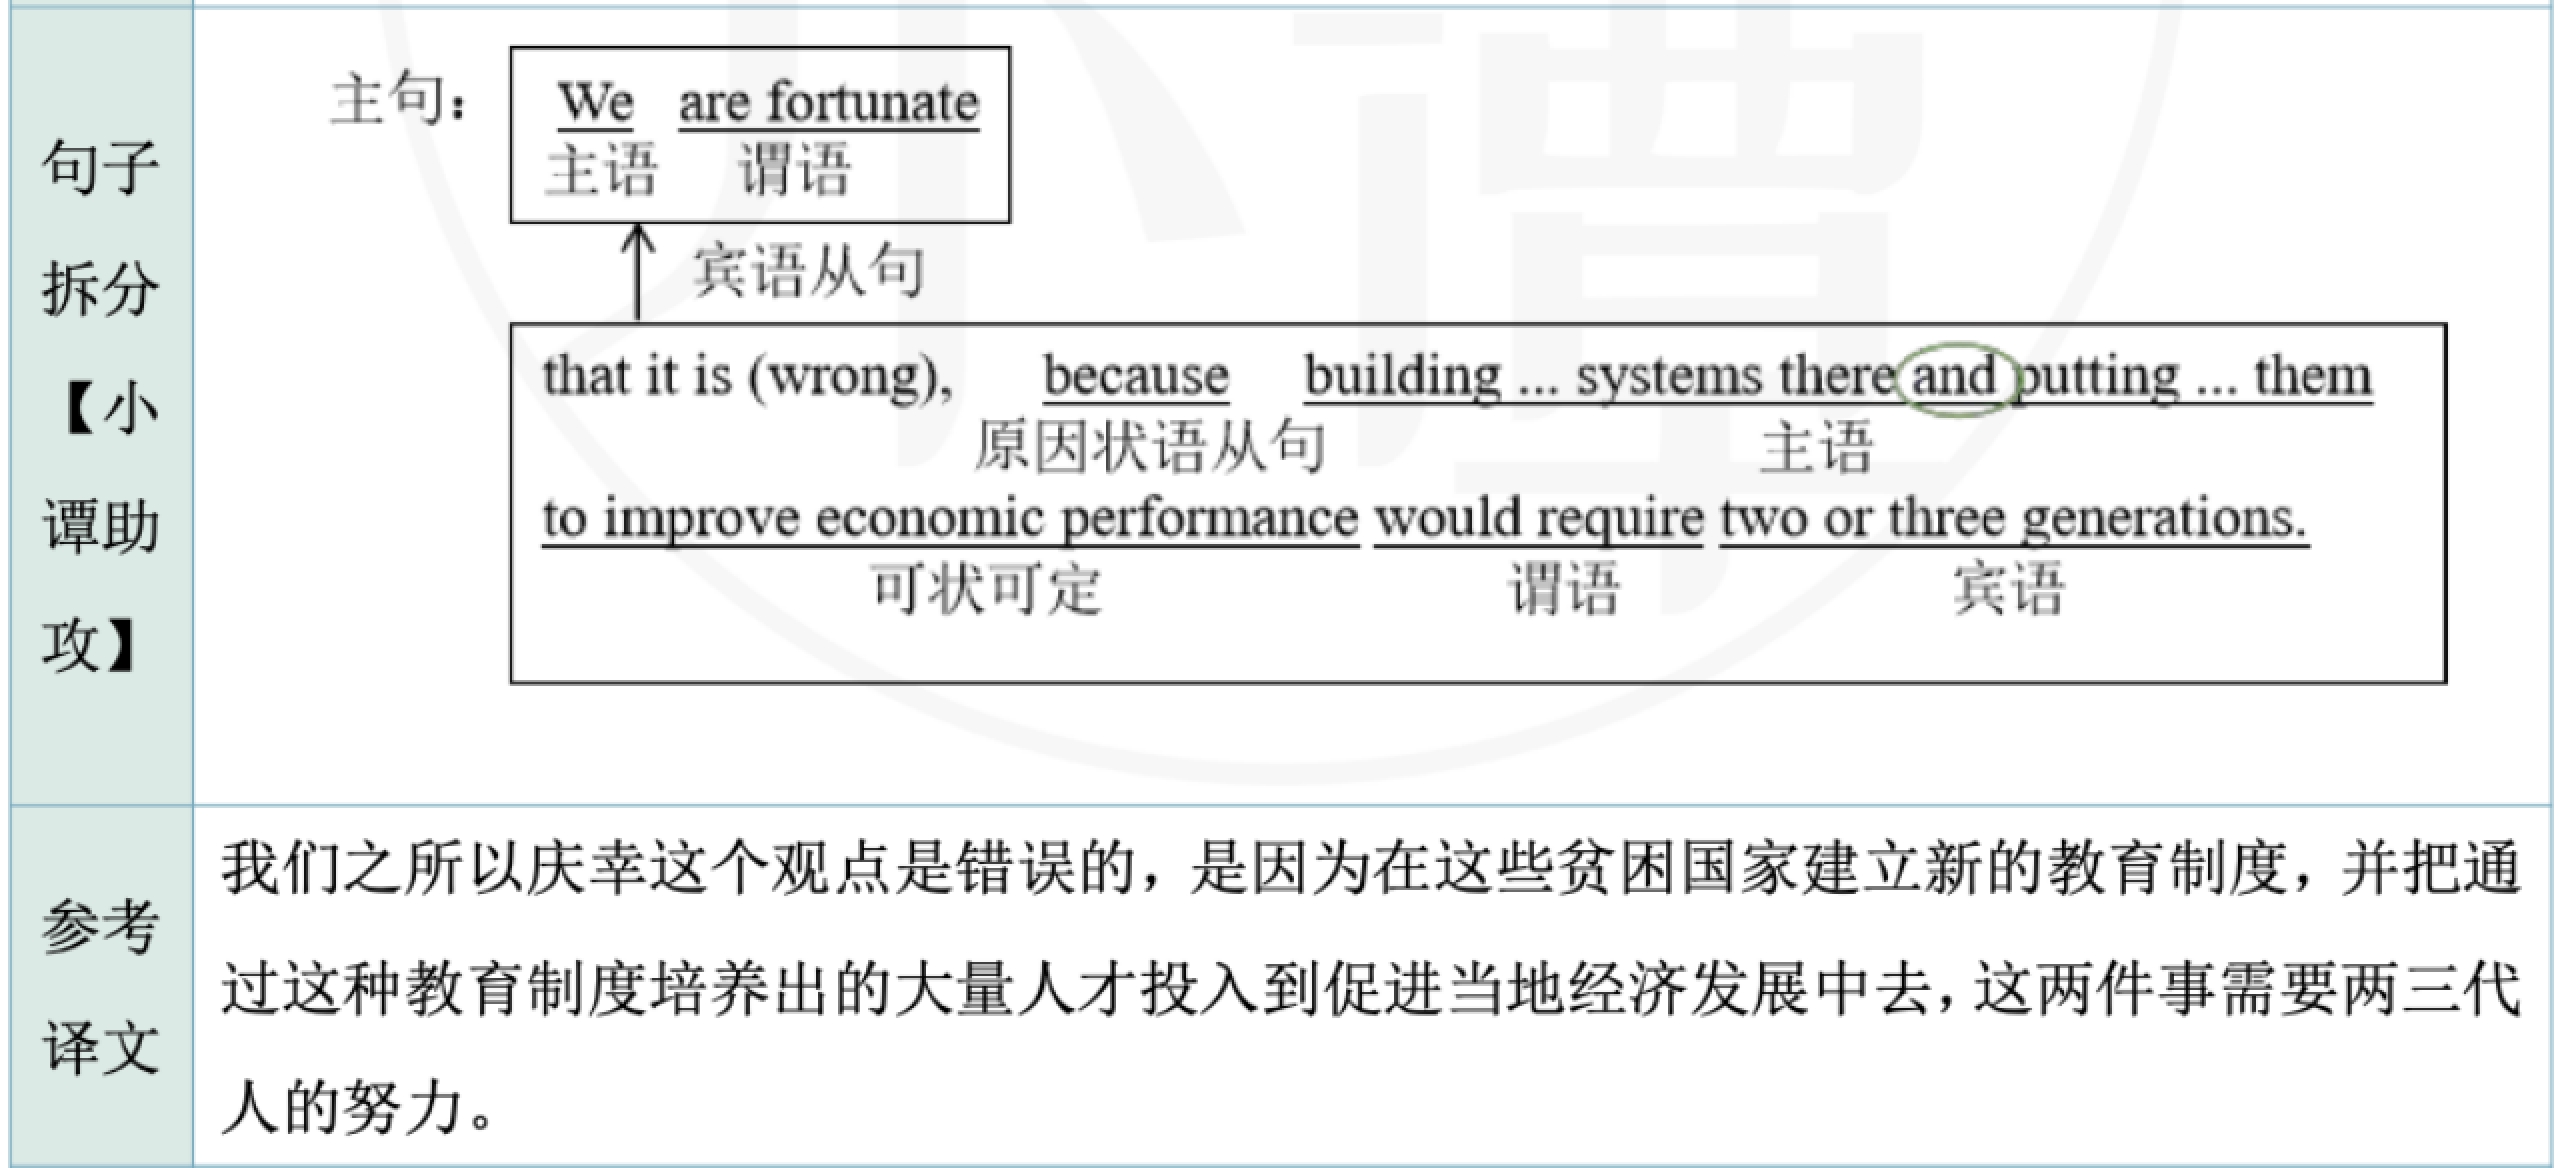 句子
拆分
【小
谭助
攻】
主句：
We are fortunate
主语 谓语
宾语从句
that it is (wrong), because building ... systems there and putting ... them
原因状语从句 主语
to improve economic performance would require two or three generations.
可状可定 谓语 宾语
参考
译文
我们之所以庆幸这个观点是错误的，是因为在这些贫困国家建立新的教育制度，并把通
过这种教育制度培养出的大量人才投入到促进当地经济发展中去，这两件事需要两三代
人的努力。